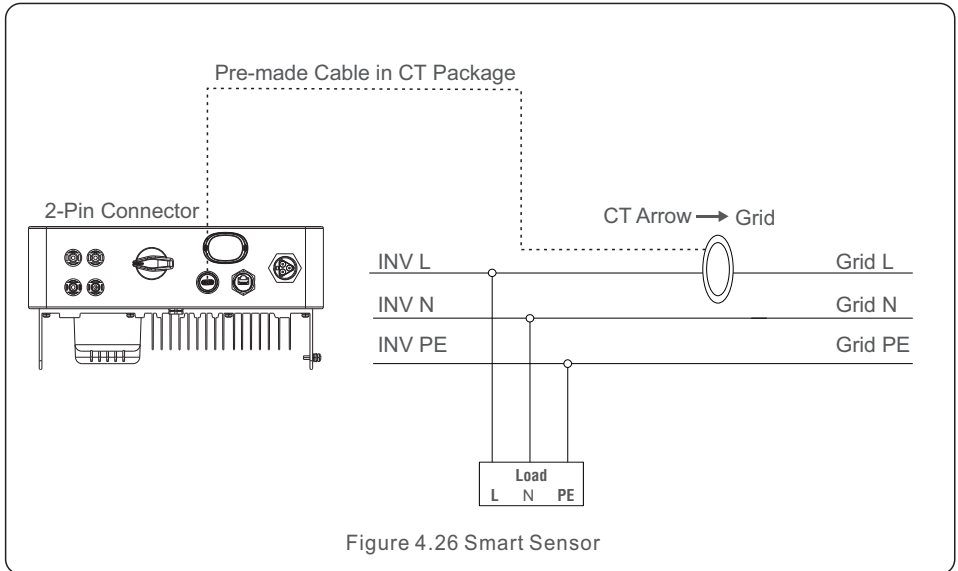 Pre-made Cable in CT Package
2-Pin Connector
CT Arrow → Grid
INV L
Grid L
INV N
Grid N
INV PE
Grid PE
Load
L N PE
Figure 4.26 Smart Sensor